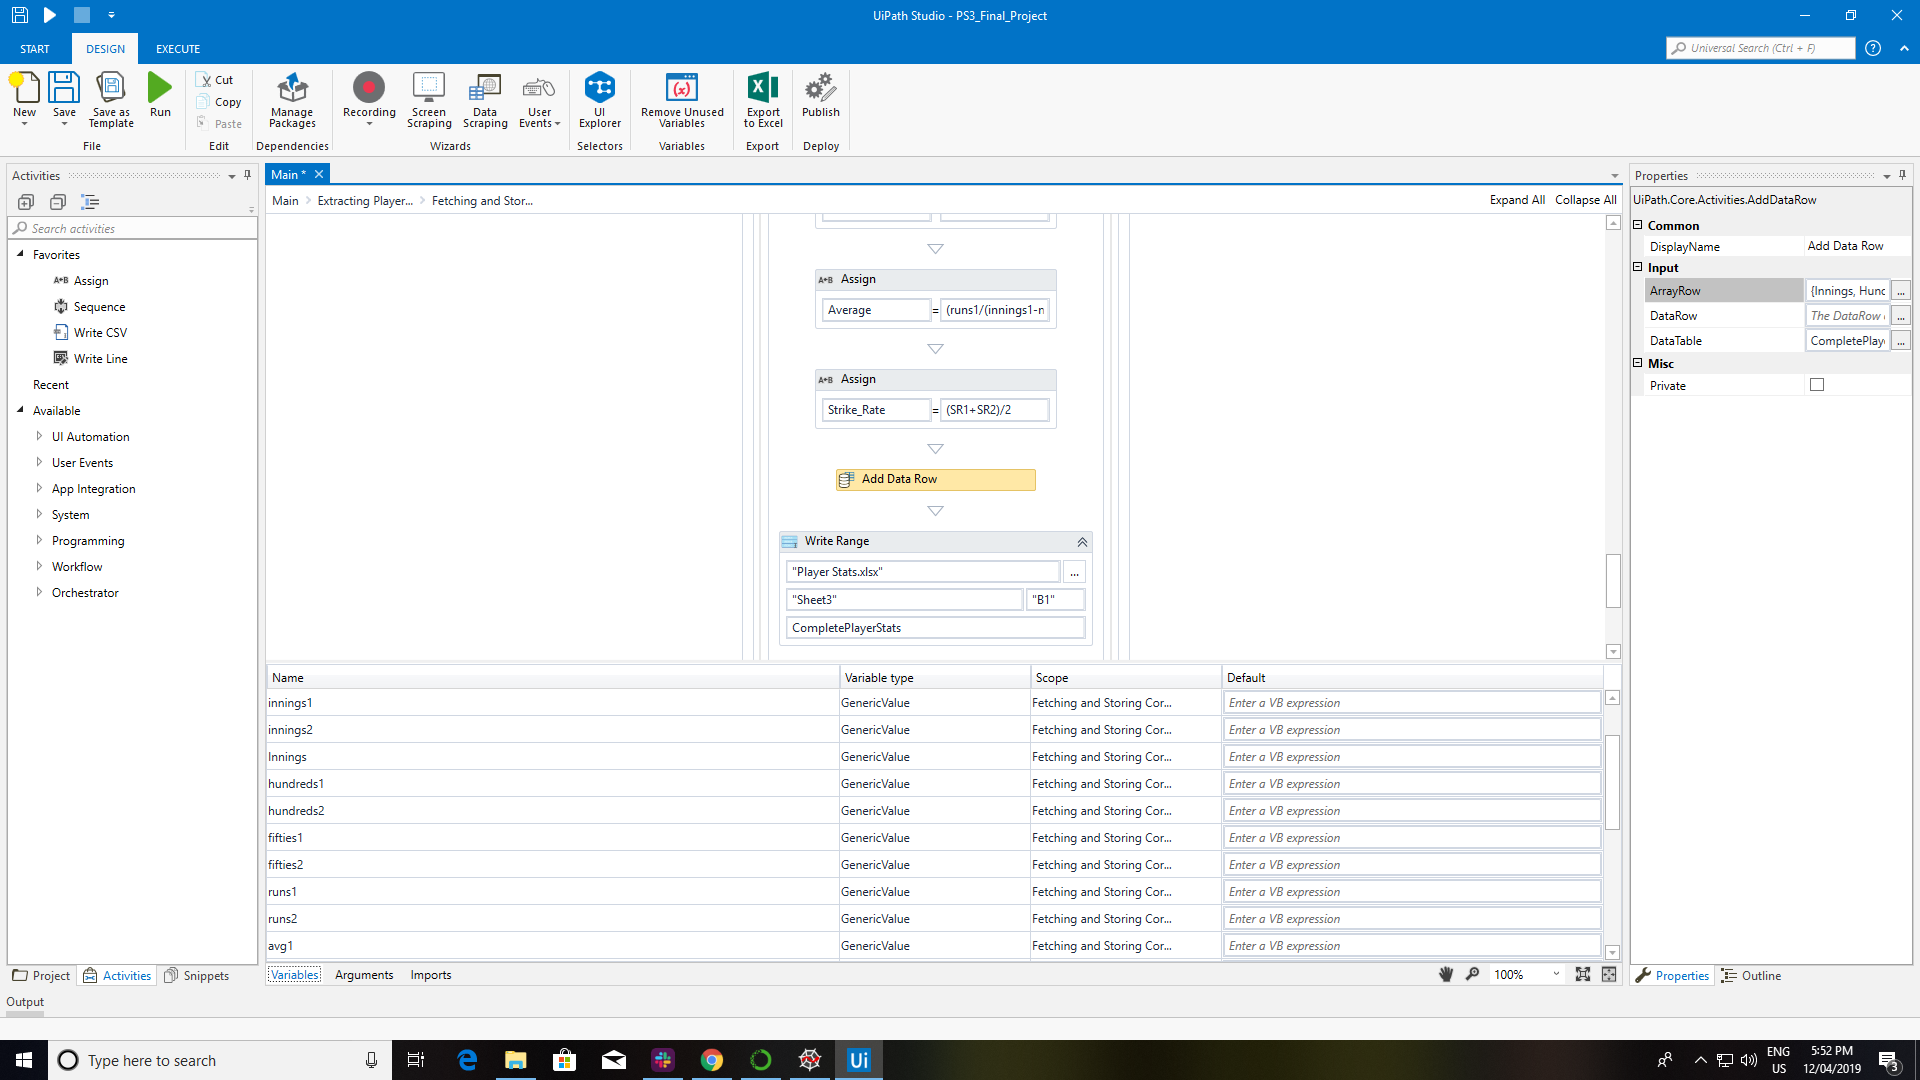 UiPath Studio - PS3_Final_Project
START
DESIGN
EXECUTE
Universal Search (Ctrl + F)
New
Save
Save as Template
Run
Cut
Copy
Paste
Manage Packages
Recording
Screen Scraping
Data Scraping
User Events
UI Explorer
Remove Unused Variables
Export to Excel
Publish
File
Edit
Dependencies
Wizards
Selectors
Variables
Export
Deploy
Activities
Search activities
Favorites
A+B Assign
Sequence
Write CSV
Write Line
Recent
Available
UI Automation
User Events
App Integration
System
Programming
Workflow
Orchestrator
Project
Activities
Snippets
Output
Main *
Main > Extracting Player... > Fetching and Stor...
Expand All
Collapse All
A+B Assign
Average = (runs1/(innings1-n
A+B Assign
Strike_Rate = (SR1+SR2)/2
Add Data Row
Write Range
"Player Stats.xlsx" ...
"Sheet3" "B1"
CompletePlayerStats
Name Variable type Scope Default
innings1 GenericValue Fetching and Storing Cor... Enter a VB expression
innings2 GenericValue Fetching and Storing Cor... Enter a VB expression
Innings GenericValue Fetching and Storing Cor... Enter a VB expression
hundreds1 GenericValue Fetching and Storing Cor... Enter a VB expression
hundreds2 GenericValue Fetching and Storing Cor... Enter a VB expression
fifties1 GenericValue Fetching and Storing Cor... Enter a VB expression
fifties2 GenericValue Fetching and Storing Cor... Enter a VB expression
runs1 GenericValue Fetching and Storing Cor... Enter a VB expression
runs2 GenericValue Fetching and Storing Cor... Enter a VB expression
avg1 GenericValue Fetching and Storing Cor... Enter a VB expression
Variables Arguments Imports
100%
Properties
UiPath.Core.Activities.AddDataRow
Common
DisplayName Add Data Row
Input
ArrayRow {Innings, Hunc ...
DataRow The DataRow ...
DataTable CompletePlay ...
Misc
Private
Properties
Outline
Type here to search
Ui
ENG
US
5:52 PM
12/04/2019
3